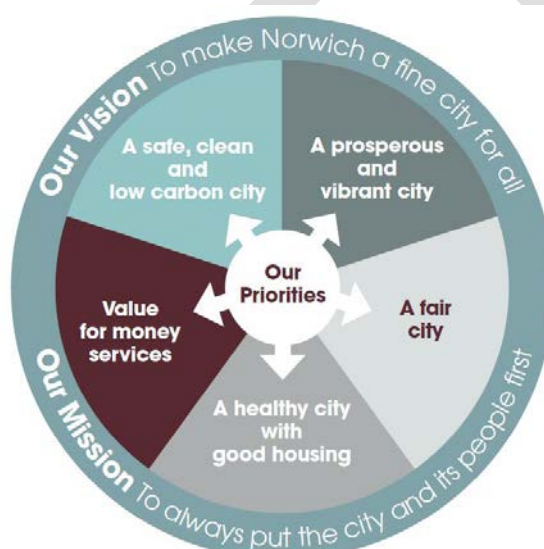 Our Vision To make Norwich a fine city for all
A safe, clean
and
low carbon city
A prosperous
and
vibrant city
Our
Priorities
Value
for money
services
A fair
city
A healthy city
with
good housing
Our Mission To always put the city and its people first